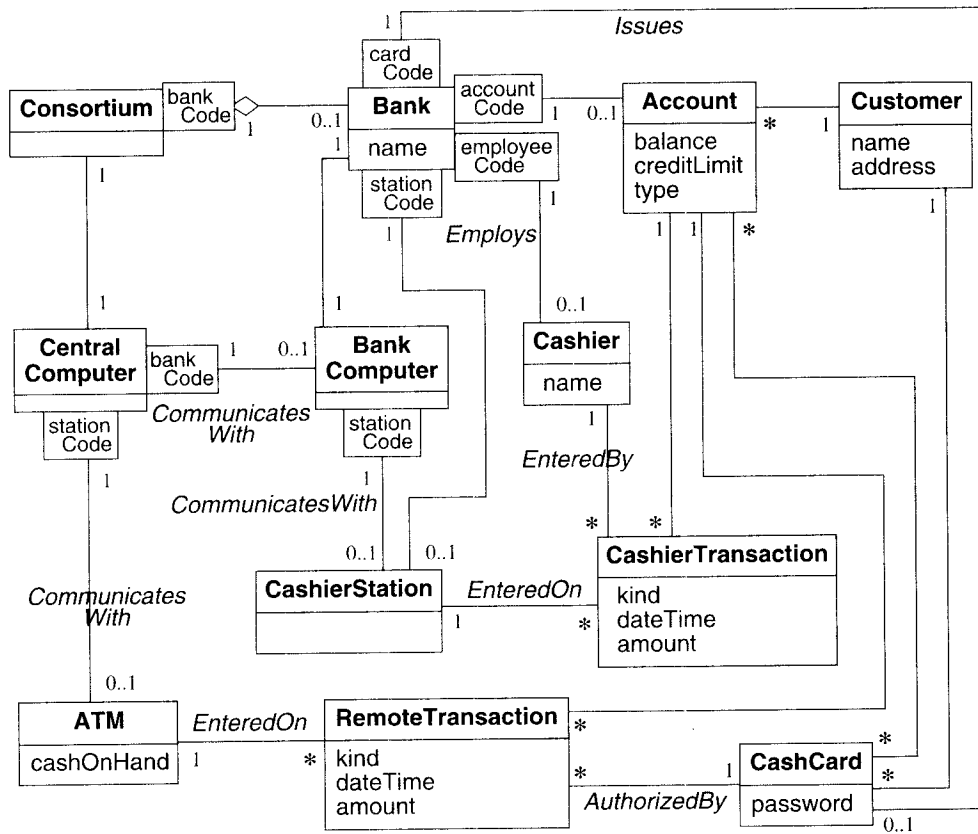 1
Issues
card
Code
Consortium
bank
Code
1
0..1
Bank
name
1
account
Code
1
0..1
employee
Code
1
station
Code
1
Account
balance
creditLimit
type
*
1
Customer
name
address
1
1
Employs
1
1
*
1
1
0..1
Central
Computer
bank
Code
1
0..1
Bank
Computer
Cashier
name
station
Code
1
Communicates
With
station
Code
1
1
EnteredBy
CommunicatesWith
0..1
0..1
*
*
CashierStation
EnteredOn
1
*
CashierTransaction
kind
dateTime
amount
Communicates
With
0..1
ATM
cashOnHand
EnteredOn
1
*
RemoteTransaction
kind
dateTime
amount
*
*
AuthorizedBy
1
CashCard
password
*
*
0..1